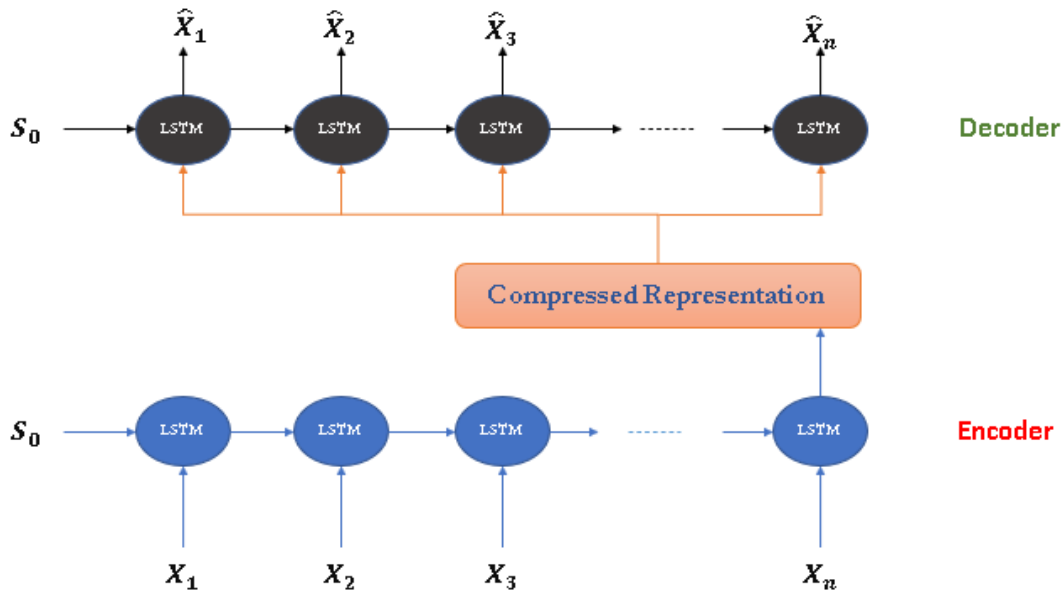 X̂₁ X̂₂ X̂₃ X̂ₙ
S₀ LSTM LSTM LSTM LSTM Decoder
Compressed Representation
S₀ LSTM LSTM LSTM LSTM Encoder
X₁ X₂ X₃ Xₙ